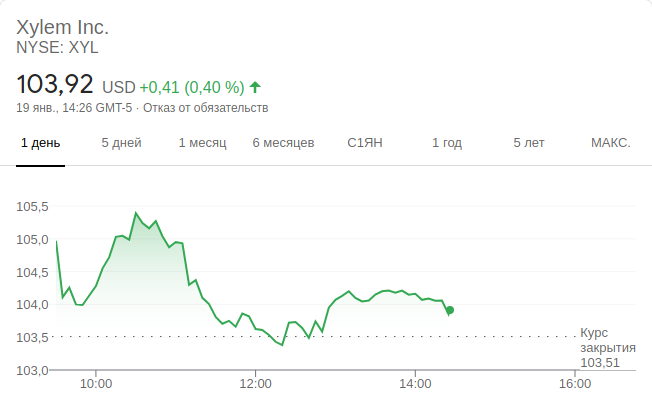 Xylem Inc.
NYSE: XYL
103,92 USD +0,41 (0,40 %)
19 янв., 14:26 GMT-5 · Отказ от обязательств
1 день 5 дней 1 месяц 6 месяцев С1ЯН 1 год 5 лет МАКС.
105,5
105,0
104,5
104,0
103,5
103,0
Курс
закрытия
103,51
10:00 12:00 14:00 16:00